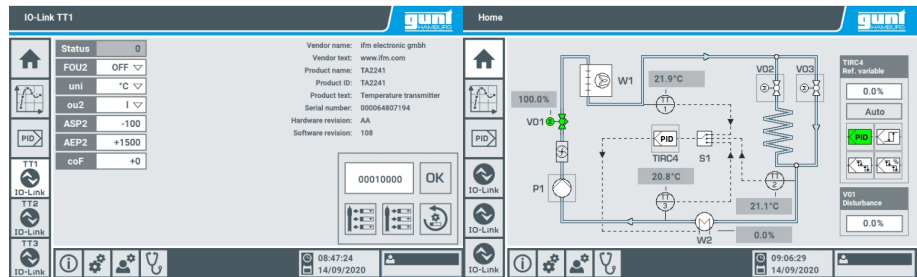 IO-Link TT1
gunt
HAMBURG
Status 0
FOU2 OFF
uni °C
ou2 I
ASP2 -100
AEP2 +1500
coF +0
Vendor name: ifm electronic gmbh
Vendor text: www.ifm.com
Product name: TA2241
Product ID: TA2241
Product text: Temperature transmitter
Serial number: 000064807194
Hardware revision: AA
Software revision: 108
00010000 OK
PID
TT1
IO-Link
TT2
IO-Link
TT3
IO-Link
08:47:24
14/09/2020
Home
gunt
HAMBURG
PID
IO-Link
IO-Link
IO-Link
W1
21.9°C
TT
1
100.0%
V01
PID
TIRC4
S1
P1
20.8°C
TT
3
V02
V03
TT
2
21.1°C
W2
0.0%
TIRC4
Ref. variable
0.0%
Auto
PID
V01
Disturbance
0.0%
09:06:29
14/09/2020